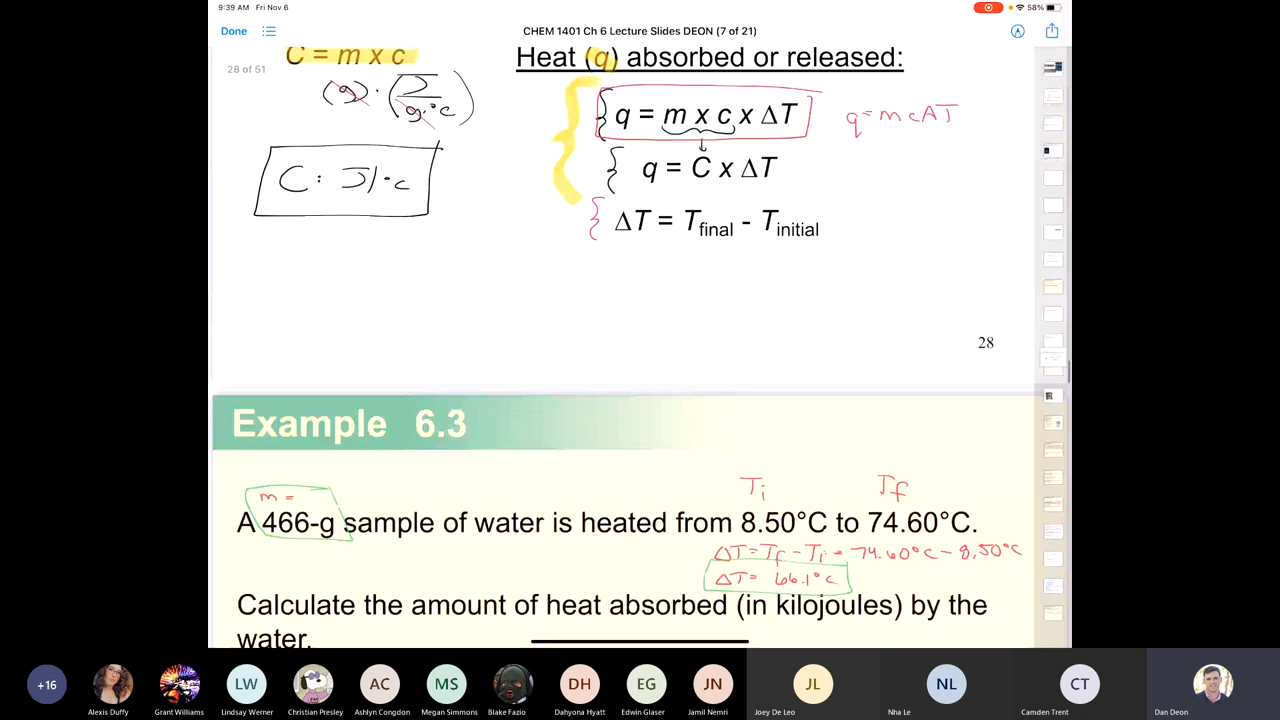 9:39 AM Fri Nov 6
58%
Done
CHEM 1401 Ch 6 Lecture Slides DEON (7 of 21)
28 of 51
C = m x c
(g) · (J / g·°C)
C: J/°C
Heat (q) absorbed or released:
q = m x c x ΔT
q = mcΔT
q = C x ΔT
ΔT = Tfinal - Tinitial
28
Example 6.3
m =
Ti
Tf
A 466-g sample of water is heated from 8.50°C to 74.60°C.
ΔT = Tf - Ti = 74.60°C - 8.50°C
ΔT = 66.1°C
Calculate the amount of heat absorbed (in kilojoules) by the
water.
+16
LW
AC
MS
DH
EG
JN
JL
NL
CT
Alexis Duffy
Grant Williams
Lindsay Werner
Christian Presley
Ashlyn Congdon
Megan Simmons
Blake Fazio
Dahyona Hyatt
Edwin Glaser
Jamil Nemri
Joey De Leo
Nha Le
Camden Trent
Dan Deon